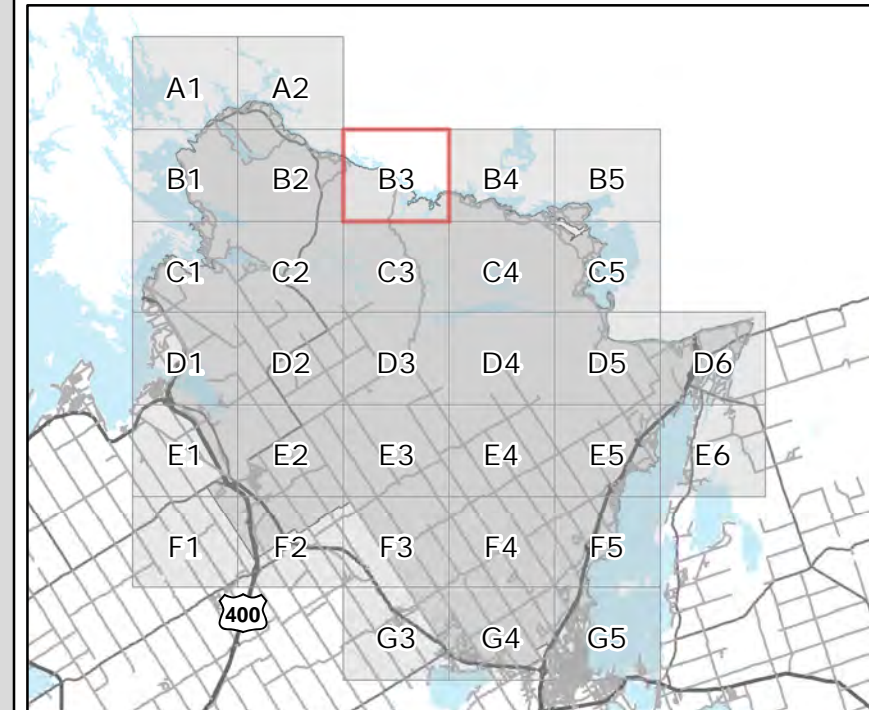 A1 A2
B1 B2 B3 B4 B5
C1 C2 C3 C4 C5
D1 D2 D3 D4 D5 D6
E1 E2 E3 E4 E5 E6
F1 F2 F3 F4 F5
400
G3 G4 G5